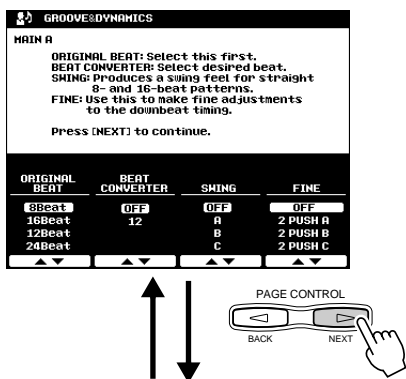 GROOVE&DYNAMICS
MAIN A
ORIGINAL BEAT: Select this first.
BEAT CONVERTER: Select desired beat.
SWING: Produces a swing feel for straight
8- and 16-beat patterns.
FINE: Use this to make fine adjustments
to the downbeat timing.
Press [NEXT] to continue.
ORIGINAL BEAT BEAT CONVERTER SWING FINE
8Beat OFF OFF OFF
16Beat 12 A 2 PUSH A
12Beat B 2 PUSH B
24Beat C 2 PUSH C
PAGE CONTROL
BACK NEXT